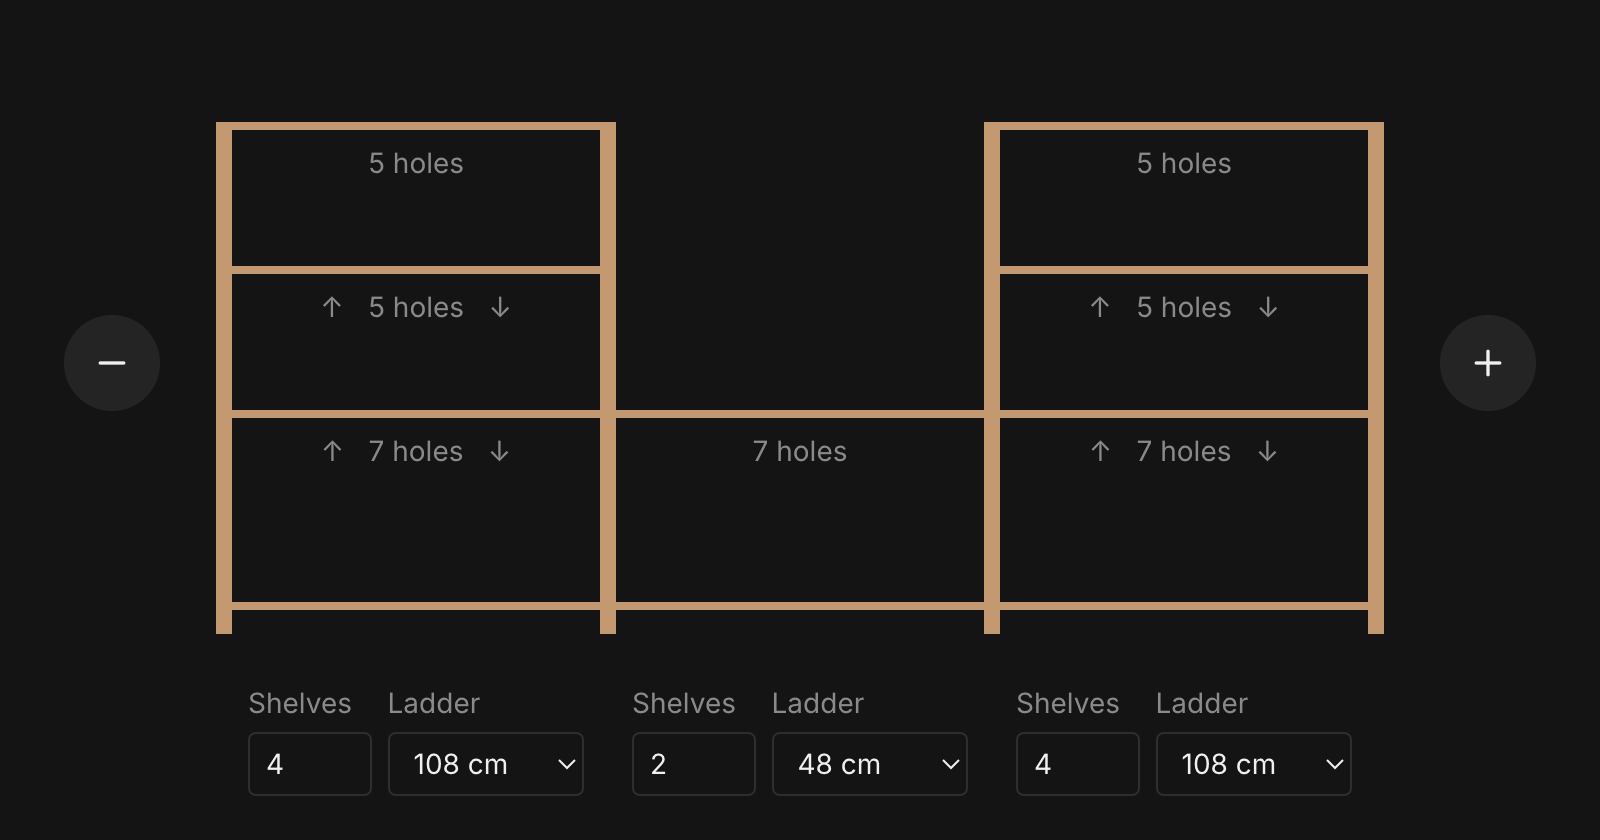 5 holes
5 holes
↑ 5 holes ↓
↑ 5 holes ↓
↑ 7 holes ↓
7 holes
↑ 7 holes ↓
Shelves Ladder
4 108 cm
Shelves Ladder
2 48 cm
Shelves Ladder
4 108 cm